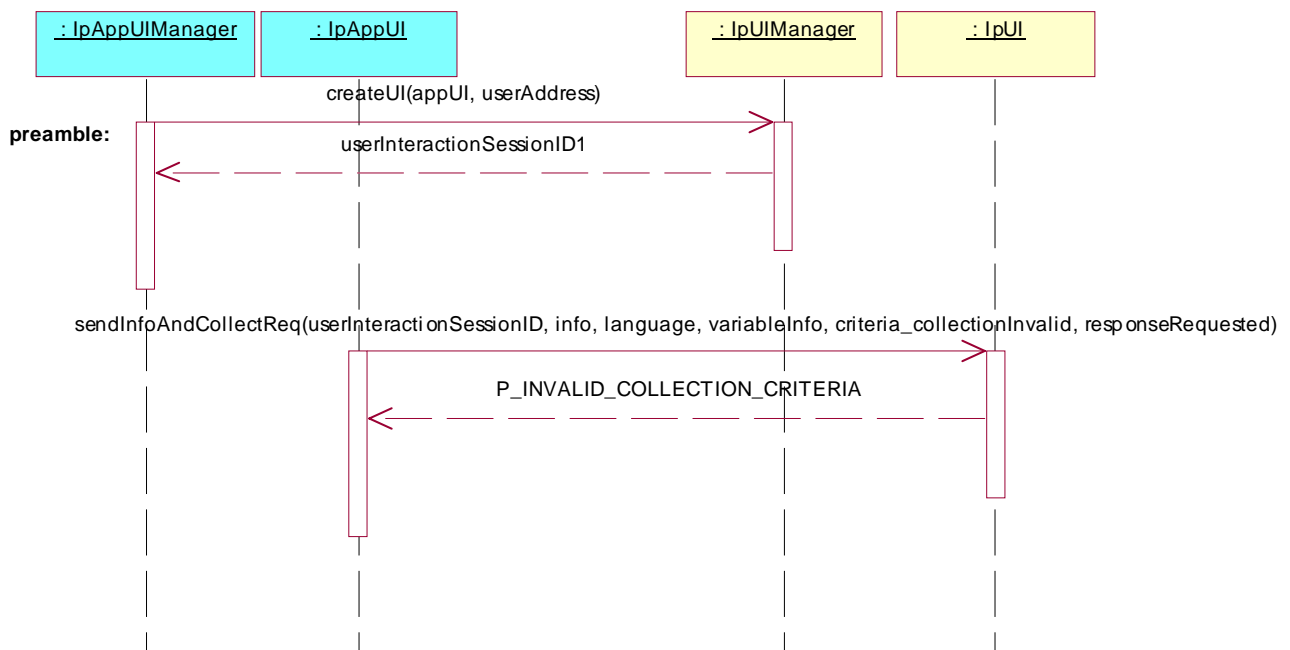 : IpAppUIManager
: IpAppUI
: IpUIManager
: IpUI
createUI(appUI, userAddress)
preamble:
userInteractionSessionID1
sendInfoAndCollectReq(userInteractionSessionID, info, language, variableInfo, criteria_collectionInvalid, responseRequested)
P_INVALID_COLLECTION_CRITERIA